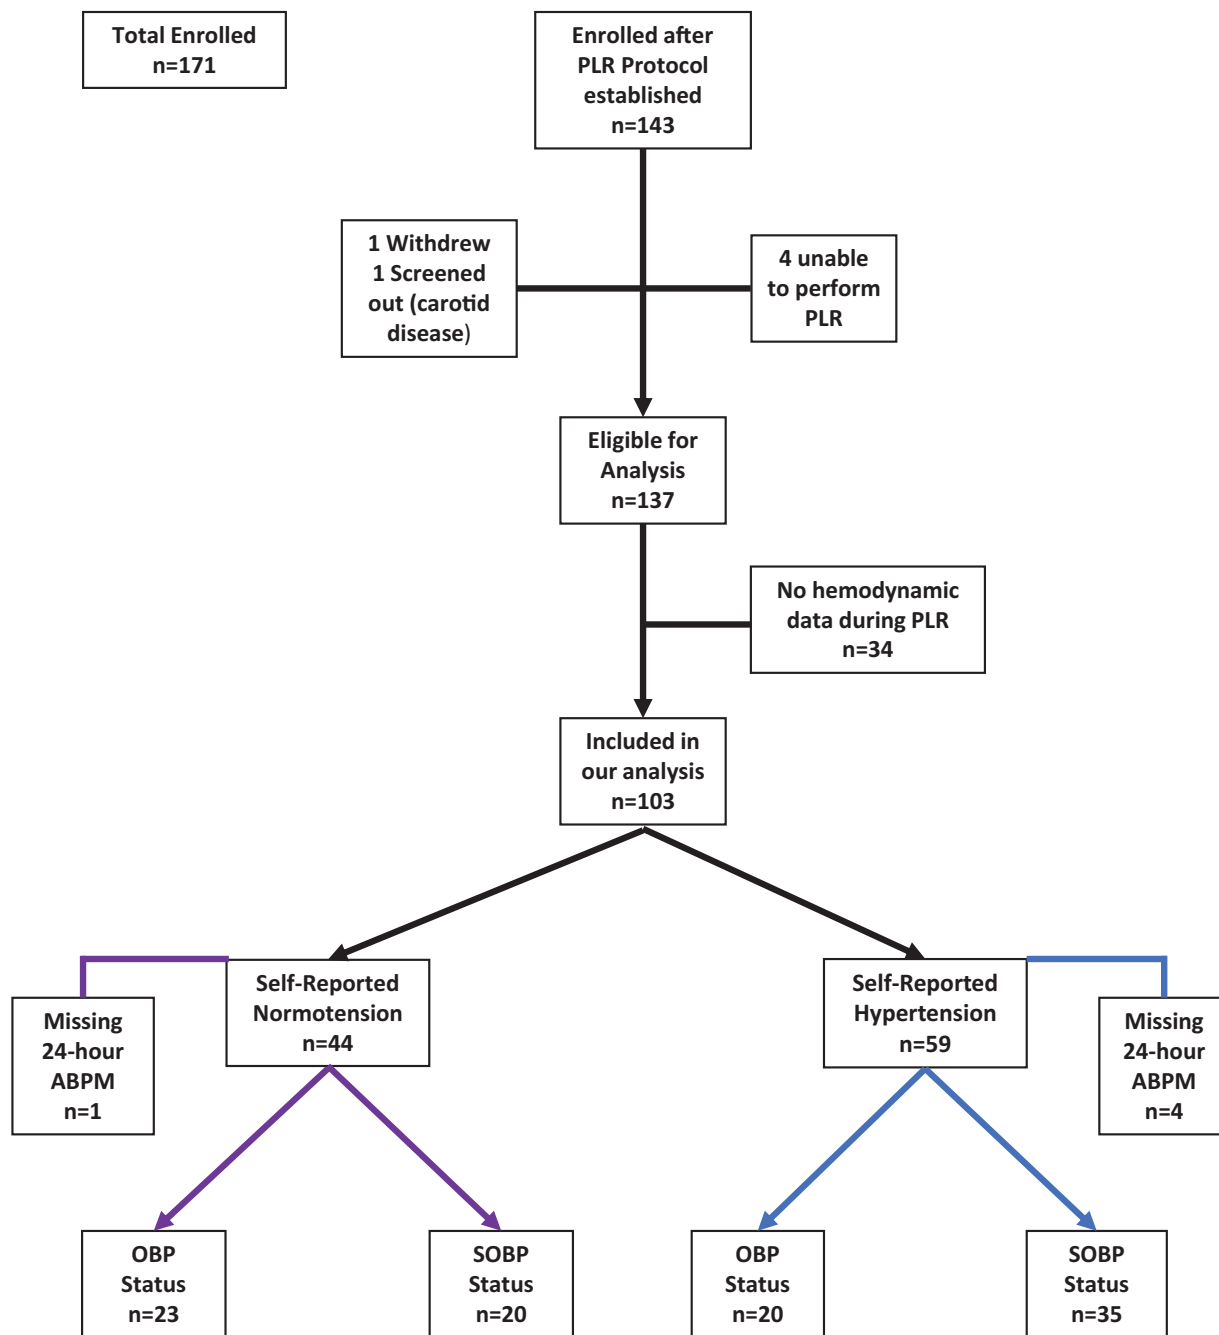 Total Enrolled
n=171
Enrolled after
PLR Protocol
established
n=143
1 Withdrew
1 Screened
out (carotid
disease)
4 unable
to perform
PLR
Eligible for
Analysis
n=137
No hemodynamic
data during PLR
n=34
Included in
our analysis
n=103
Self-Reported
Normotension
n=44
Missing
24-hour
ABPM
n=1
Self-Reported
Hypertension
n=59
Missing
24-hour
ABPM
n=4
OBP
Status
n=23
SOBP
Status
n=20
OBP
Status
n=20
SOBP
Status
n=35